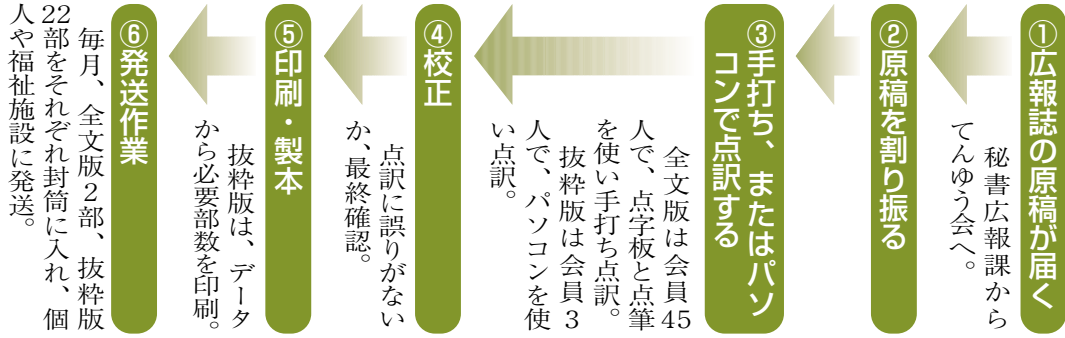 ①広報誌の原稿が届く
秘書広報課から
てんゆう会へ。
②原稿を割り振る
③手打ち、またはパソ
コンで点訳する
全文版は会員45
人で、点字板と点筆
を使い手打ち点訳。
抜粋版は会員3
人で、パソコンを使
い点訳。
④校正
点訳に誤りがない
か、最終確認。
⑤印刷・製本
抜粋版は、データ
から必要部数を印刷。
⑥発送作業
毎月、全文版2部、抜粋版
22部をそれぞれ封筒に入れ、個
人や福祉施設に発送。